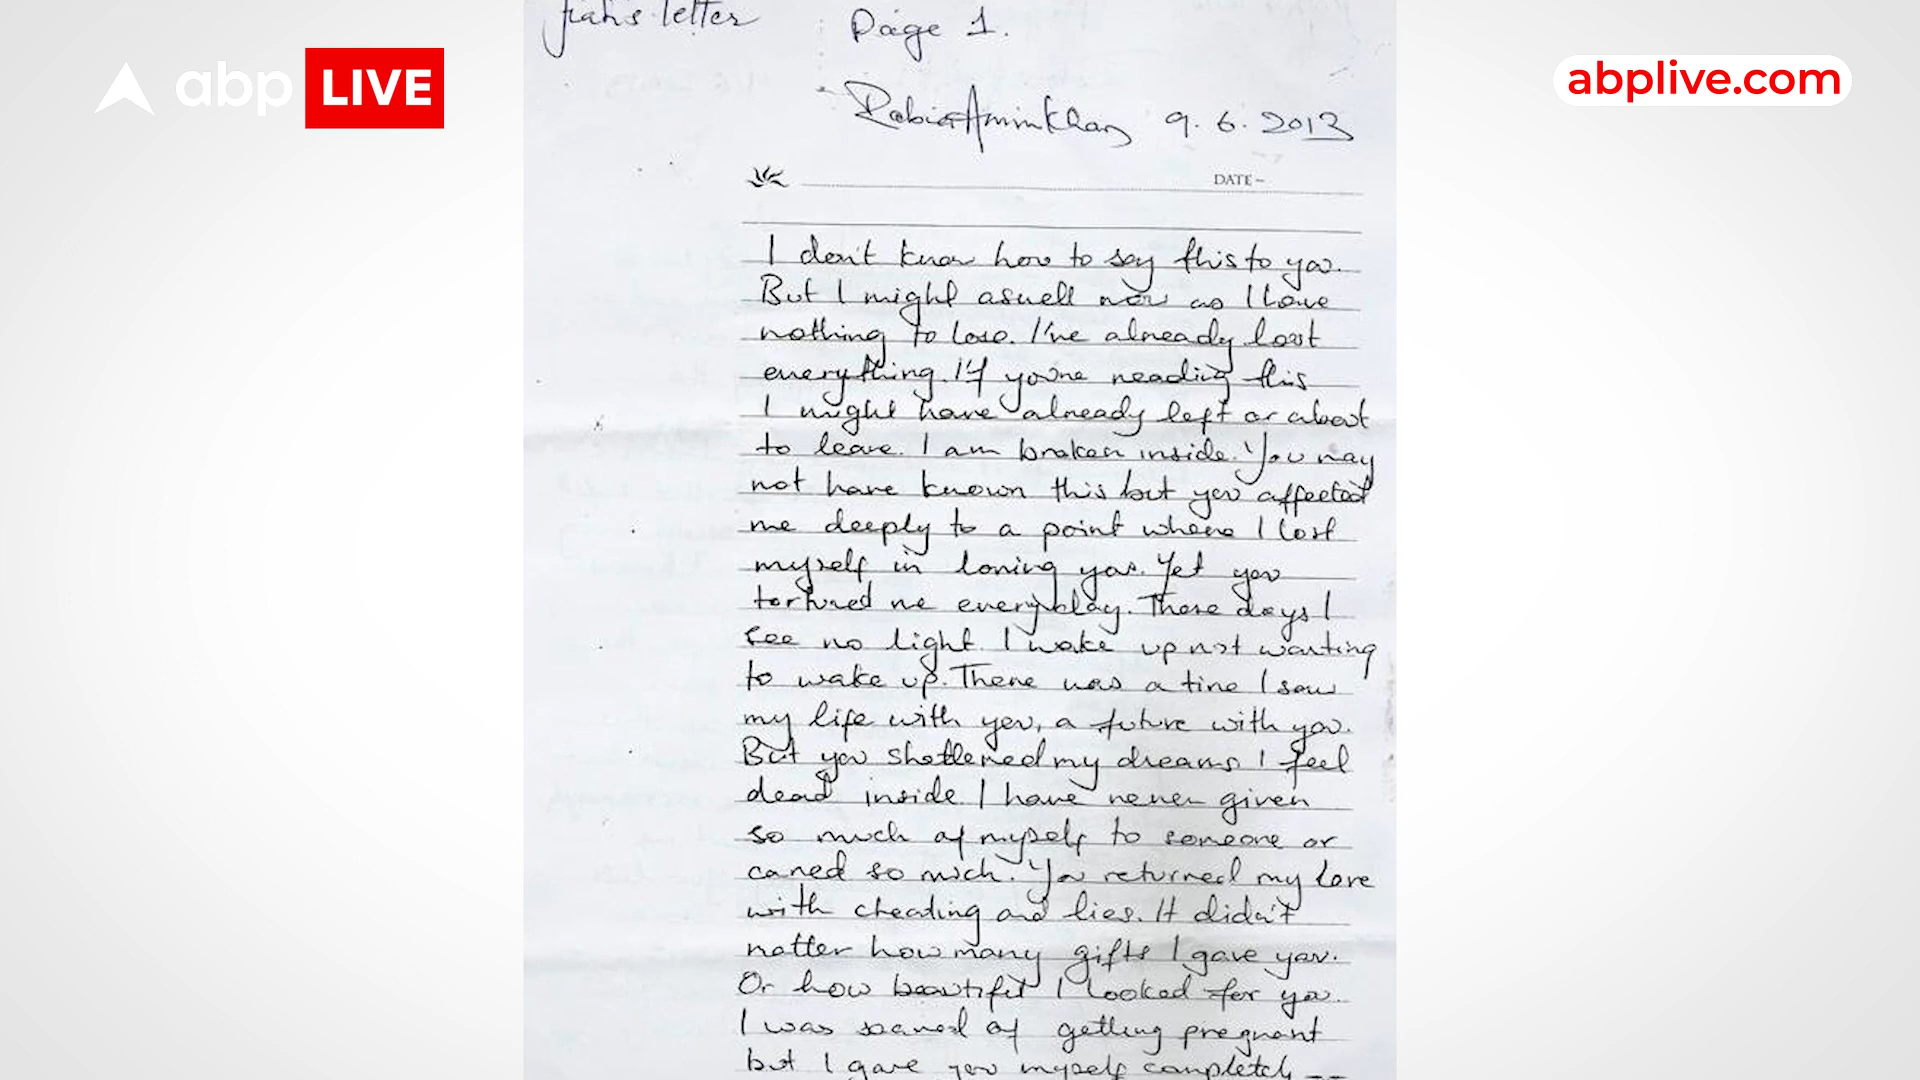 Jiah's letter
Page 1.
abp LIVE
abplive.com
Rabia Amin Khan 9.6.2013
DATE -
I don't know how to say this to you.
But I might aswell now as I have
nothing to lose. I've already lost
everything. If you're reading this
I might have already left or about
to leave. I am broken inside. You may
not have known this but you affected
me deeply to a point where I lost
myself in loving you. Yet you
tortured me everyday. These days I
see no light. I wake up not wanting
to wake up. There was a time I saw
my life with you, a future with you.
But you shattered my dreams. I feel
dead inside. I have never given
so much of myself to someone or
cared so much. You returned my love
with cheating and lies. It didn't
matter how many gifts I gave you.
Or how beautiful I looked for you.
I was scared of getting pregnant
but I gave you myself completely